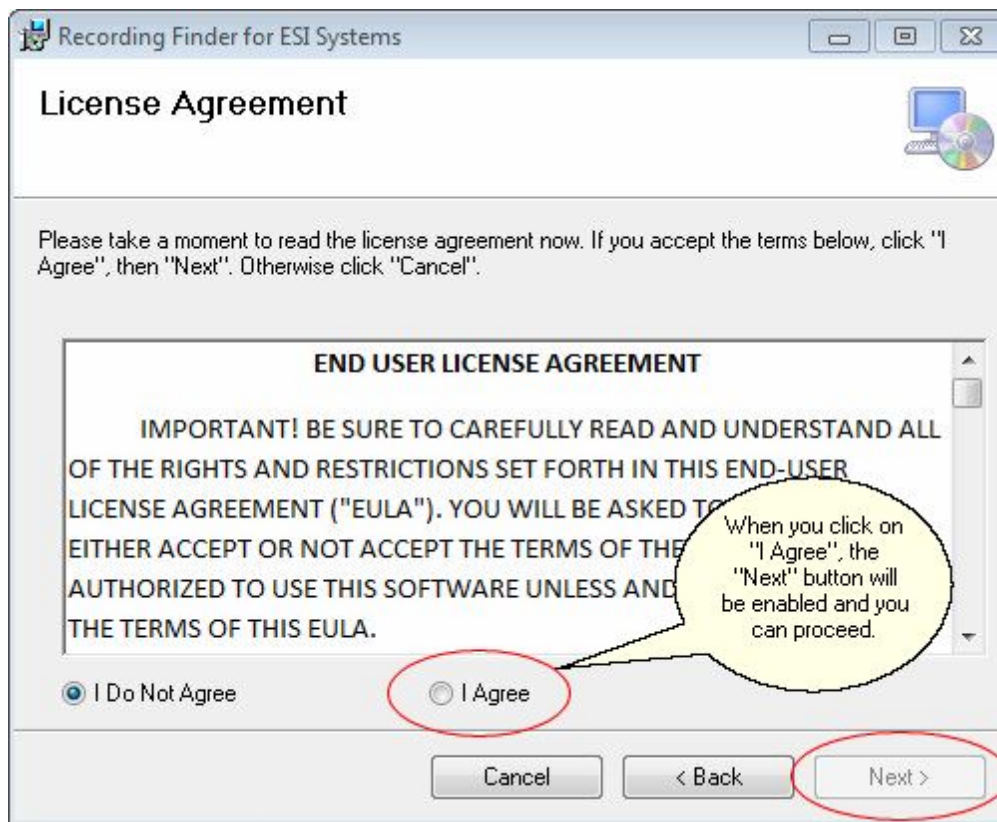 Recording Finder for ESI Systems
License Agreement
Please take a moment to read the license agreement now. If you accept the terms below, click "I
Agree", then "Next". Otherwise click "Cancel".
END USER LICENSE AGREEMENT
IMPORTANT! BE SURE TO CAREFULLY READ AND UNDERSTAND ALL
OF THE RIGHTS AND RESTRICTIONS SET FORTH IN THIS END-USER
LICENSE AGREEMENT ("EULA"). YOU WILL BE ASKED TO
EITHER ACCEPT OR NOT ACCEPT THE TERMS OF THE
AUTHORIZED TO USE THIS SOFTWARE UNLESS AND
THE TERMS OF THIS EULA.
When you click on
"I Agree", the
"Next" button will
be enabled and you
can proceed.
I Do Not Agree
I Agree
Cancel
< Back
Next >